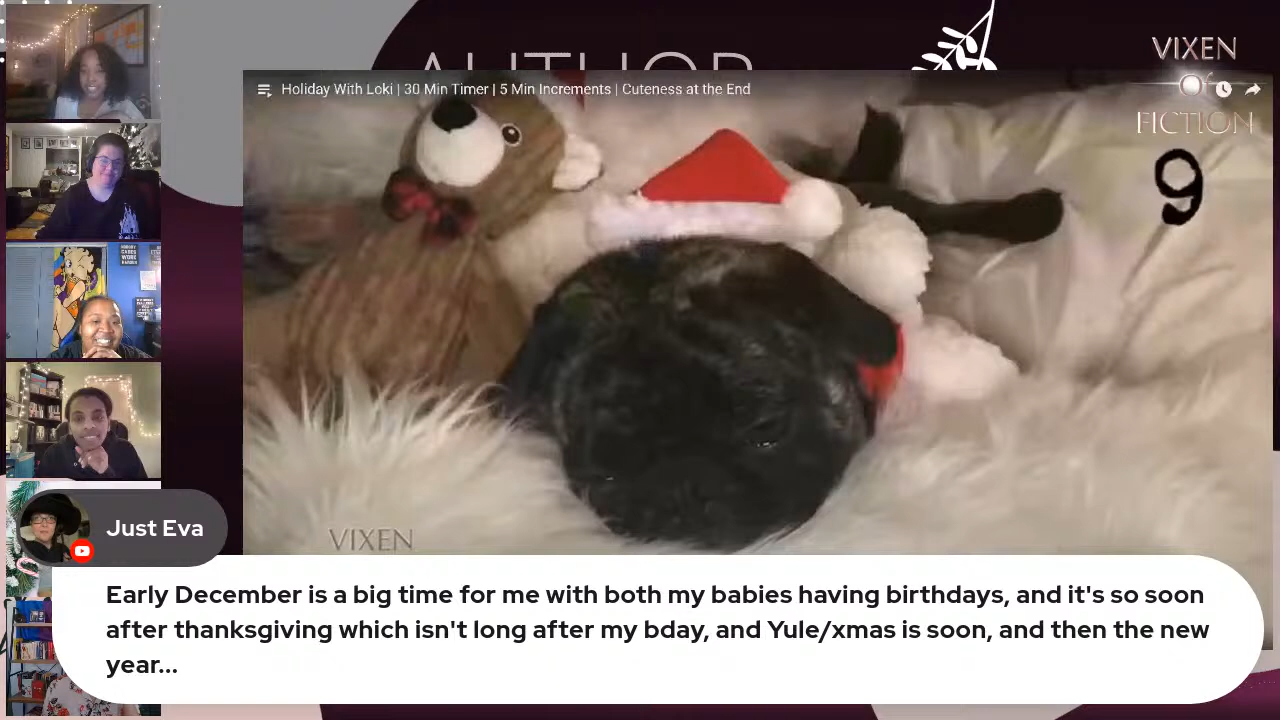 AUTHOR
VIXEN
Of
FICTION
Holiday With Loki | 30 Min Timer | 5 Min Increments | Cuteness at the End
9
VIXEN
Just Eva
Early December is a big time for me with both my babies having birthdays, and it's so soon
after thanksgiving which isn't long after my bday, and Yule/xmas is soon, and then the new
year...